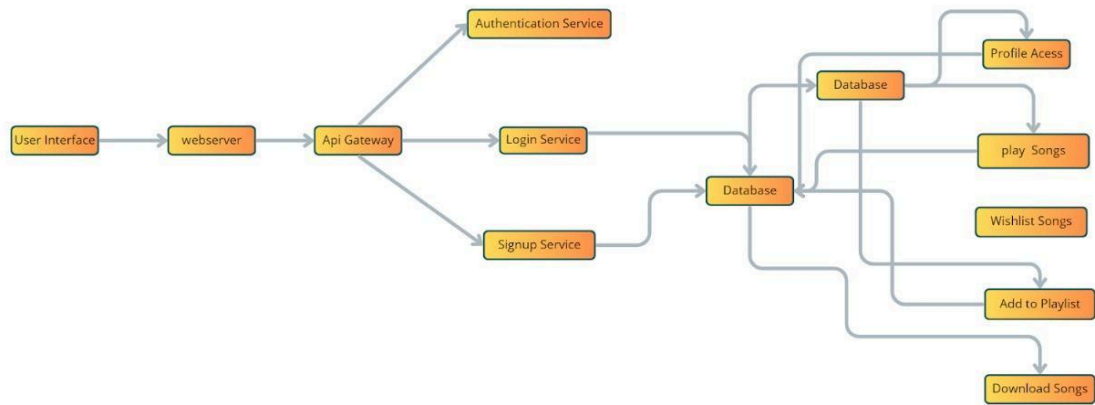 Authentication Service
Profile Acess
Database
User Interface
webserver
Api Gateway
Login Service
play Songs
Database
Wishlist Songs
Signup Service
Add to Playlist
Download Songs